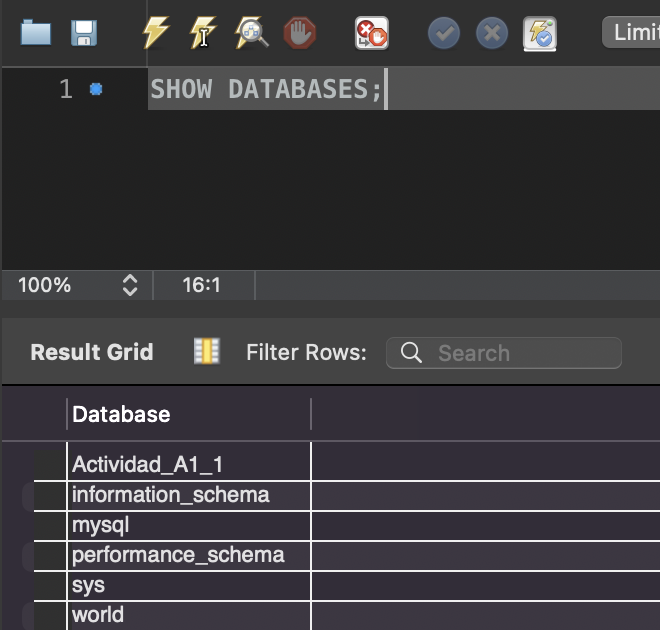 Limit
1 SHOW DATABASES;
100% 16:1
Result Grid Filter Rows: Search
Database
Actividad_A1_1
information_schema
mysql
performance_schema
sys
world